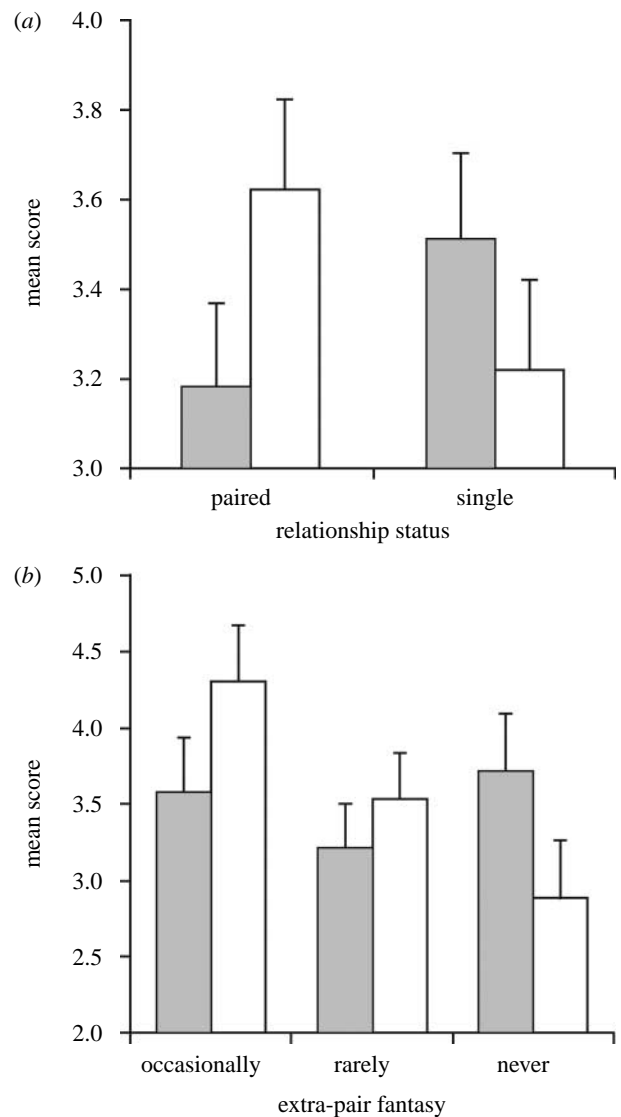 (a)
4.0
3.8
3.6
3.4
3.2
3.0
mean score
paired single
relationship status
(b)
5.0
4.5
4.0
3.5
3.0
2.5
2.0
mean score
occasionally rarely never
extra-pair fantasy